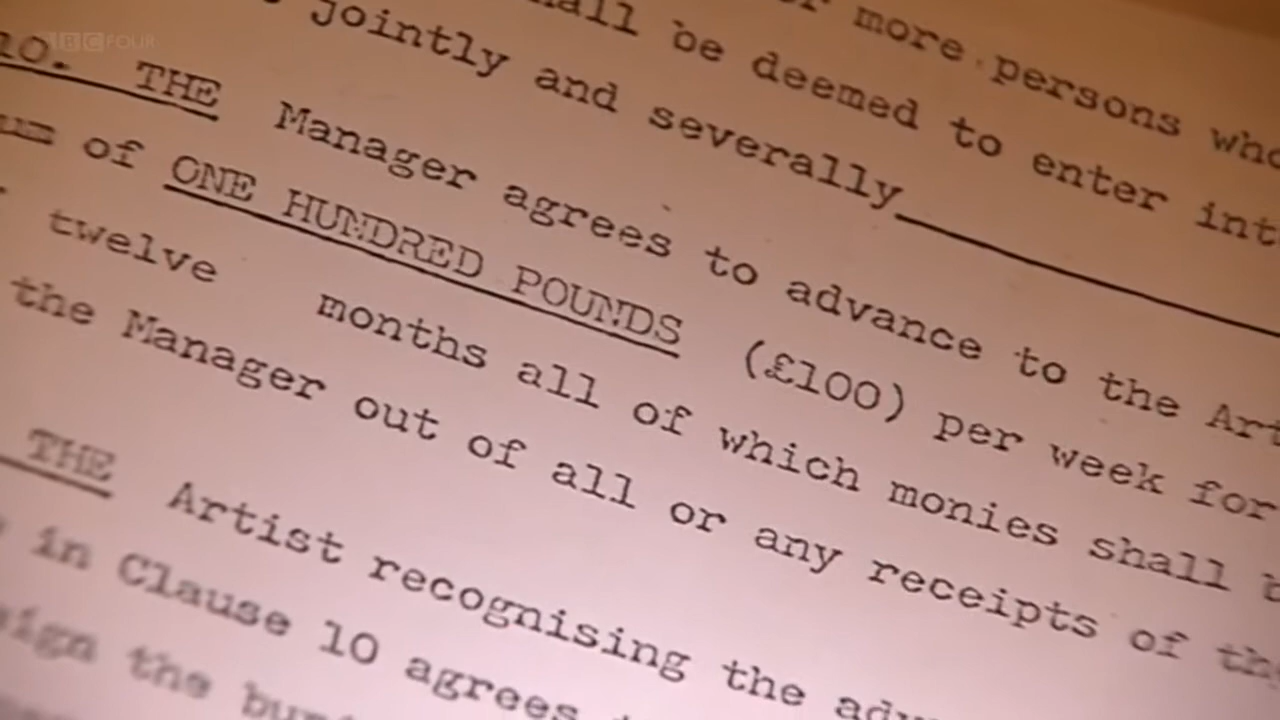 BBC FOUR
more persons who
all be deemed to enter int
jointly and severally
10. THE Manager agrees to advance to the Art
of ONE HUNDRED POUNDS (£100) per week for
twelve months all of which monies shall
the Manager out of all or any receipts of
THE Artist recognising the adv
in Clause 10 agrees
the